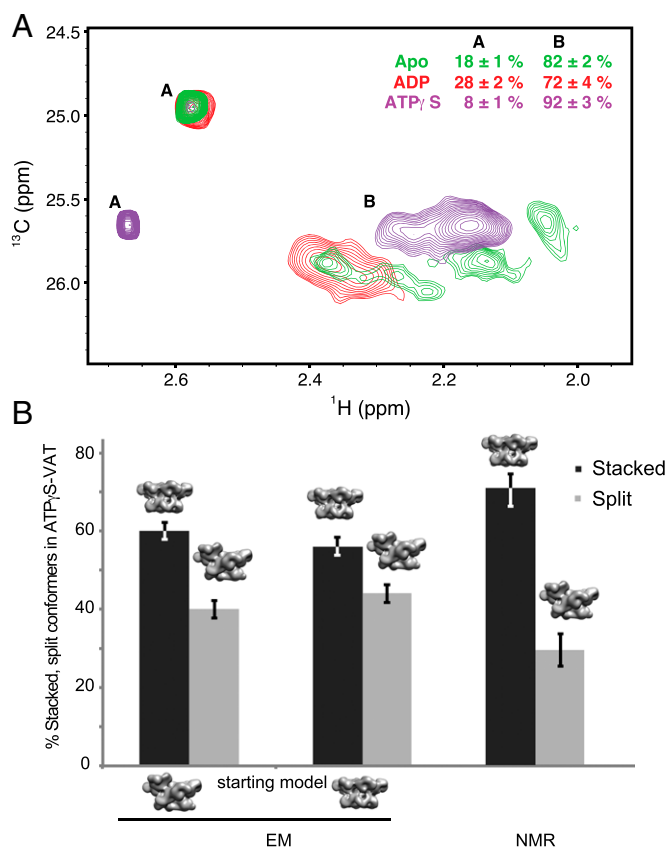 A
A B
Apo 18 ± 1 % 82 ± 2 %
ADP 28 ± 2 % 72 ± 4 %
ATPγ S 8 ± 1 % 92 ± 3 %
A
A
B
24.5
25.0
25.5
26.0
¹³C (ppm)
2.6 2.4 2.2 2.0
¹H (ppm)
B
% Stacked, split conformers in ATPγS-VAT
80
60
40
20
0
Stacked
Split
starting model
EM NMR